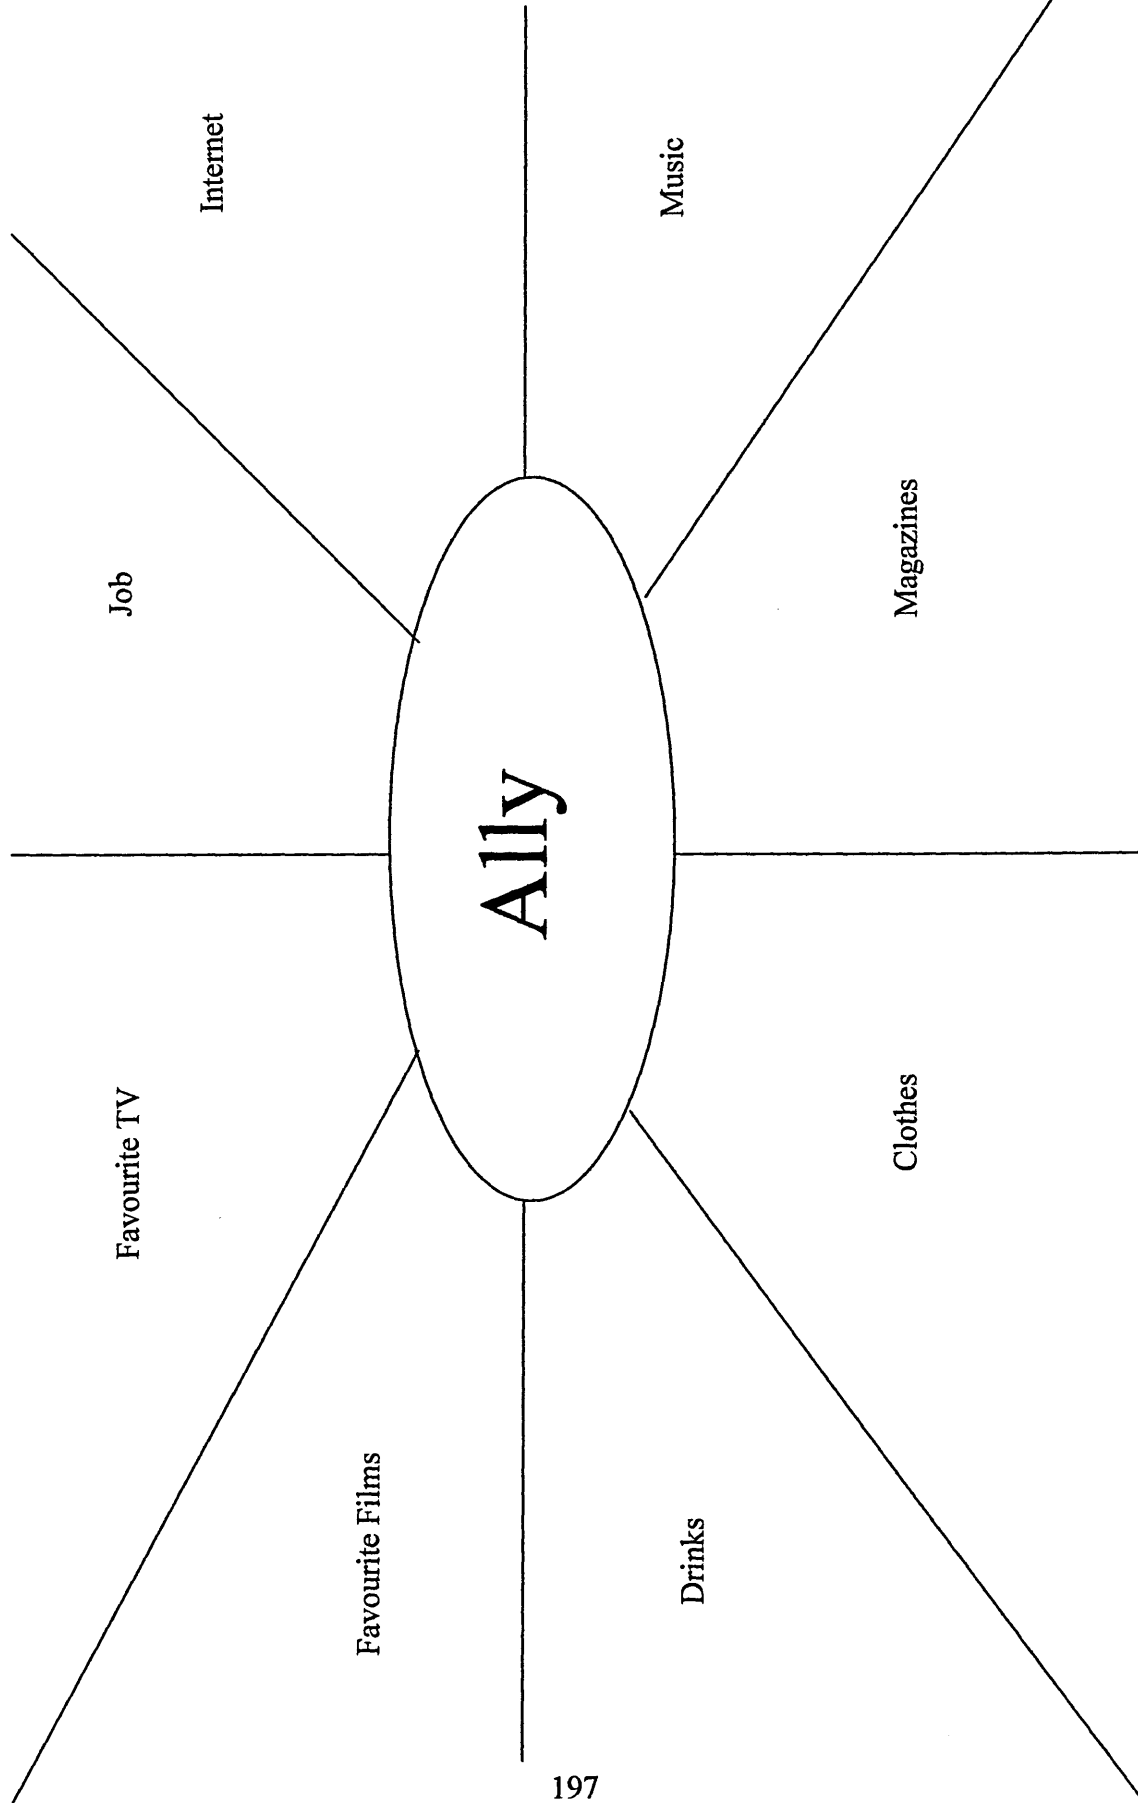 Favourite TV
Job
Internet
Favourite Films
Ally
Music
Drinks
Clothes
Magazines
197